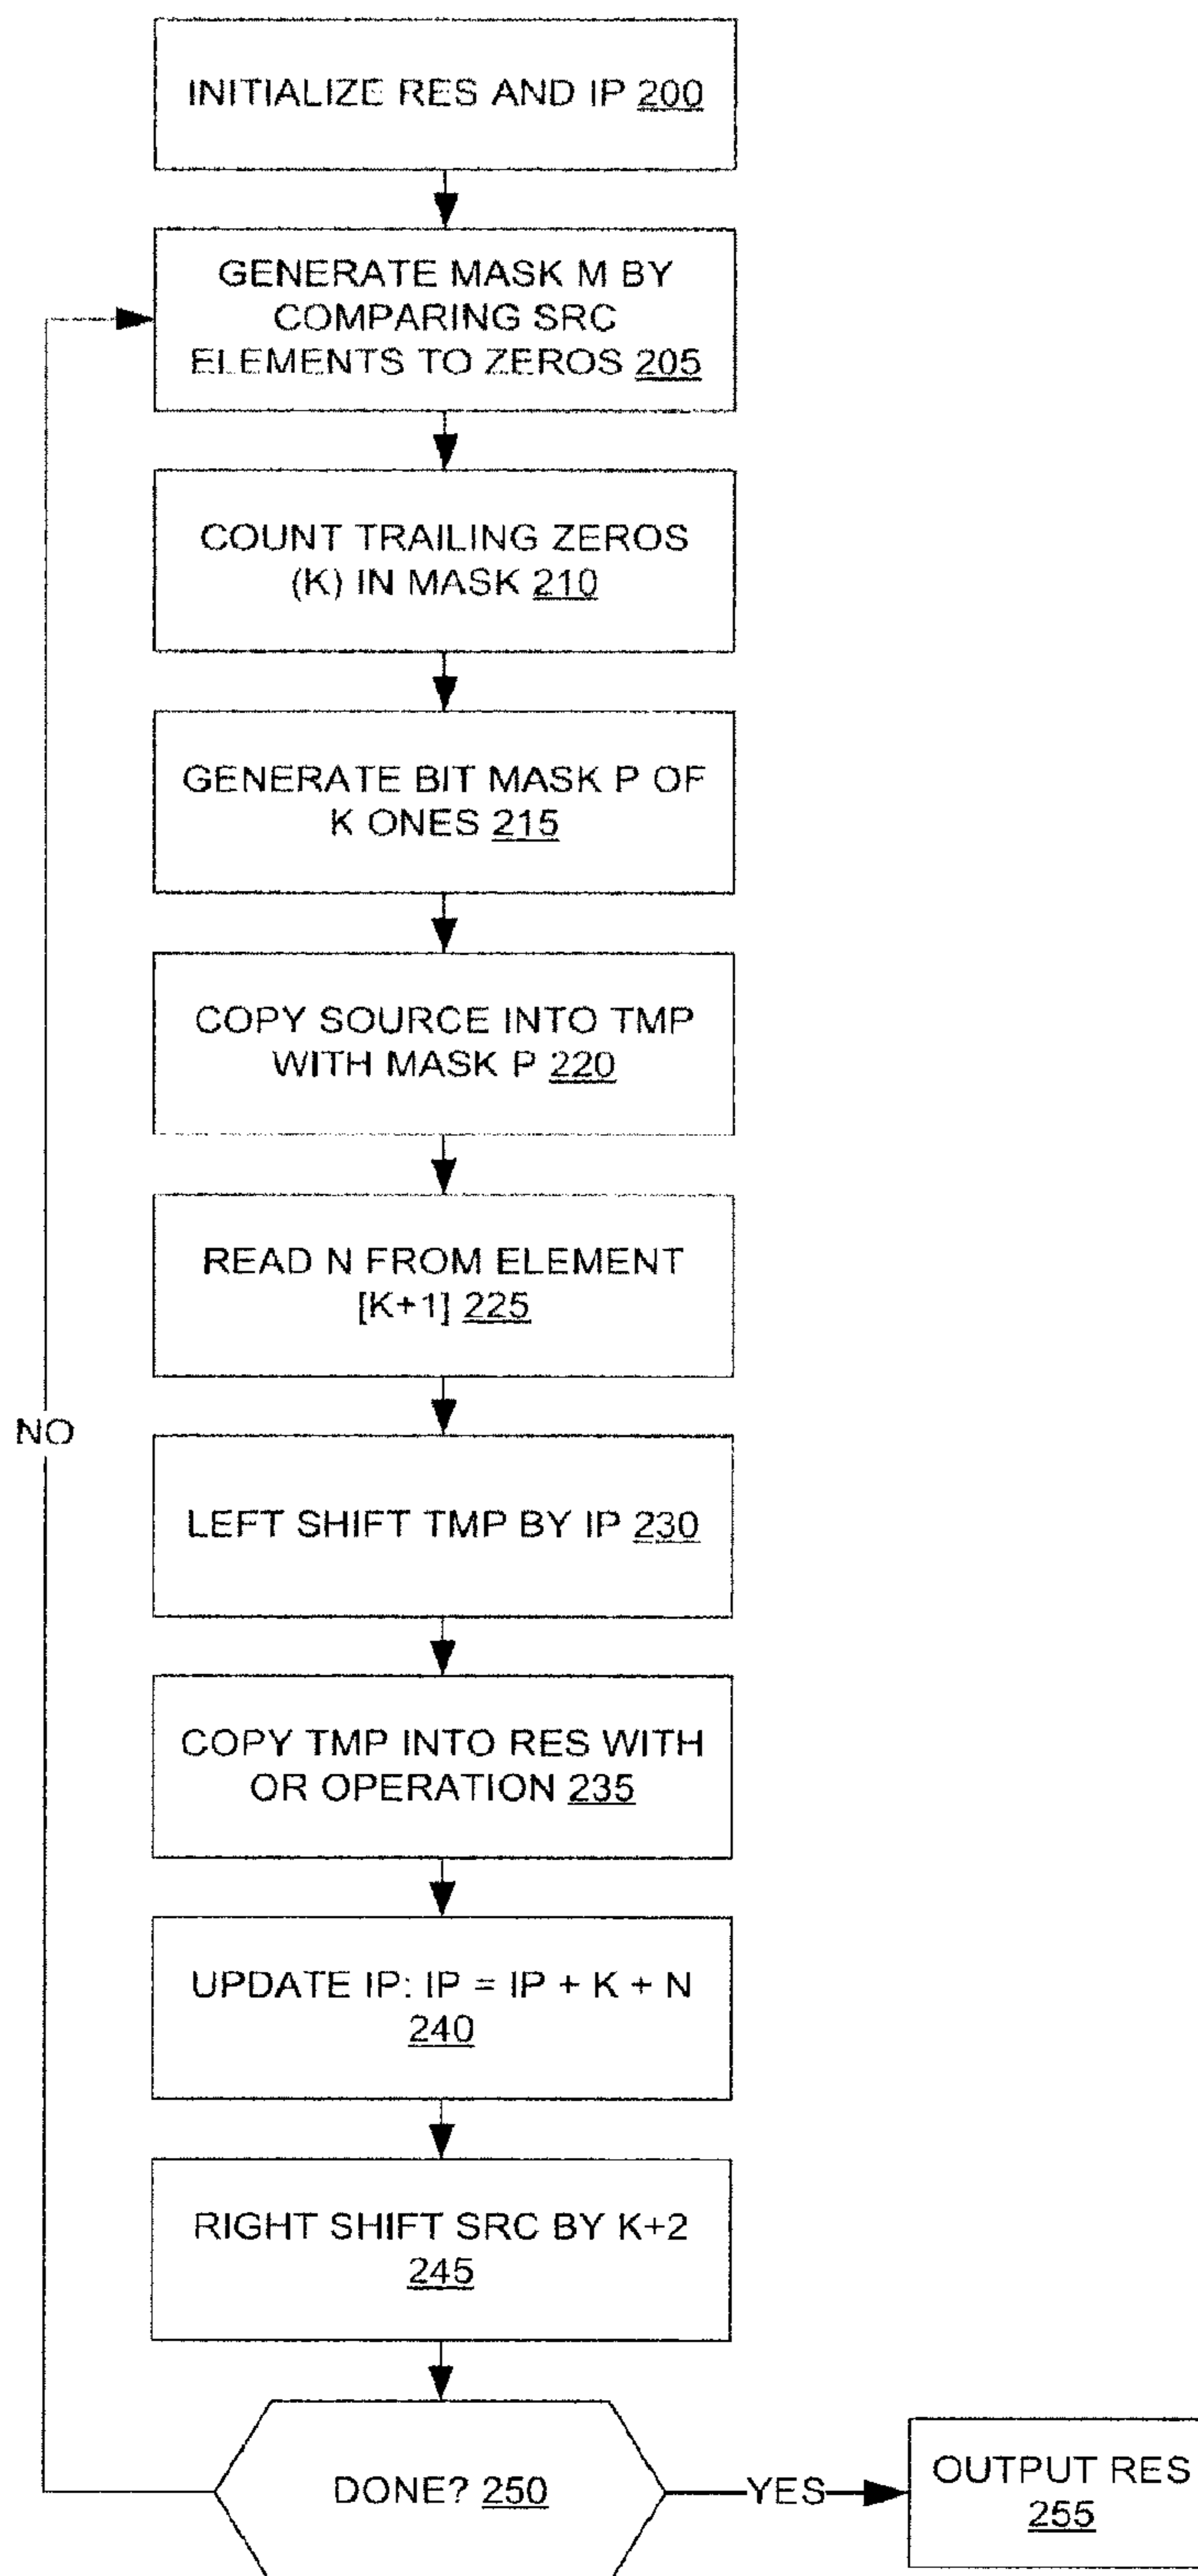 INITIALIZE RES AND IP 200
GENERATE MASK M BY
COMPARING SRC
ELEMENTS TO ZEROS 205
COUNT TRAILING ZEROS
(K) IN MASK 210
GENERATE BIT MASK P OF
K ONES 215
COPY SOURCE INTO TMP
WITH MASK P 220
READ N FROM ELEMENT
[K+1] 225
NO
LEFT SHIFT TMP BY IP 230
COPY TMP INTO RES WITH
OR OPERATION 235
UPDATE IP: IP = IP + K + N
240
RIGHT SHIFT SRC BY K+2
245
DONE? 250
YES
OUTPUT RES
255